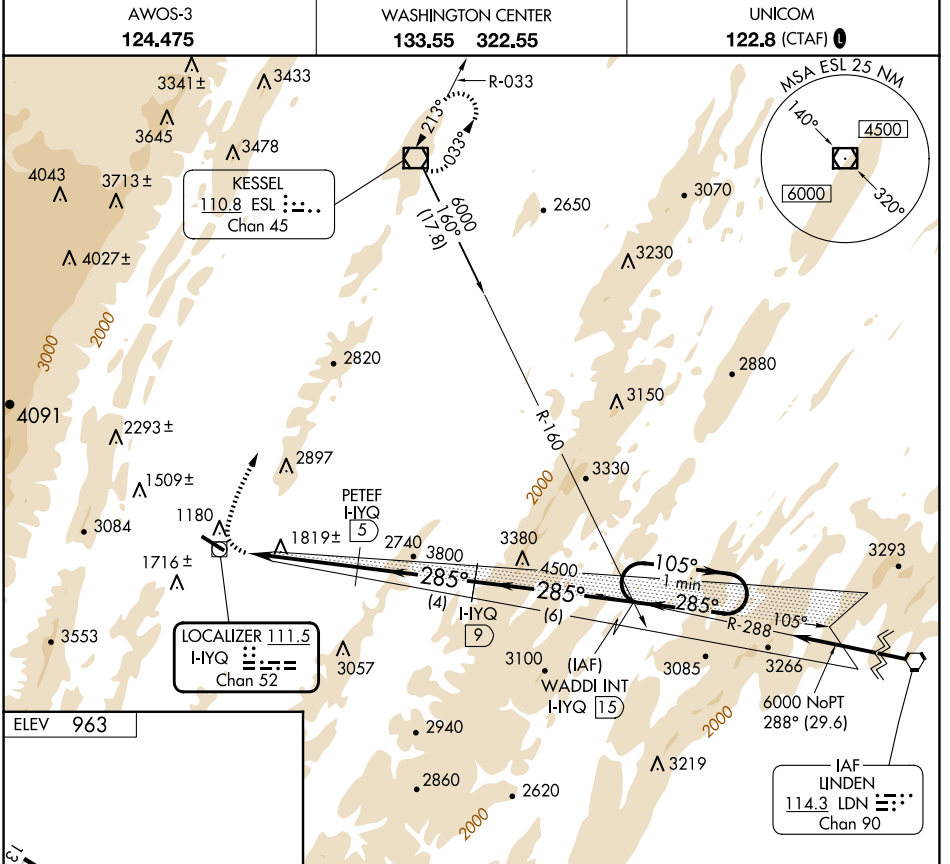 AWOS-3
124.475
WASHINGTON CENTER
133.55 322.55
UNICOM
122.8 (CTAF) L
3341±
3433
R-033
MSA ESL 25 NM
140°
4500
6000
320°
3645
213°
033°
3478
4043
3713±
KESSEL
110.8 ESL
Chan 45
6000
160°
(17.8)
2650
3070
4027±
3230
3000
2000
2820
2880
4091
3150
R-160
2293±
2897
3330
2000
1509±
PETEF
I-IYQ
5
3084
1180
1819±
2740
3800
3380
4500
105°
1 min
3293
1716±
285°
285°
285°
(4)
(6)
R-288
105°
I-IYQ
9
3553
LOCALIZER 111.5
I-IYQ
Chan 52
3057
3100
(IAF)
WADDI INT
I-IYQ 15
3085
3266
6000 NoPT
288° (29.6)
2000
ELEV 963
2940
3219
IAF
LINDEN
114.3 LDN
Chan 90
2860
2620
2000
13